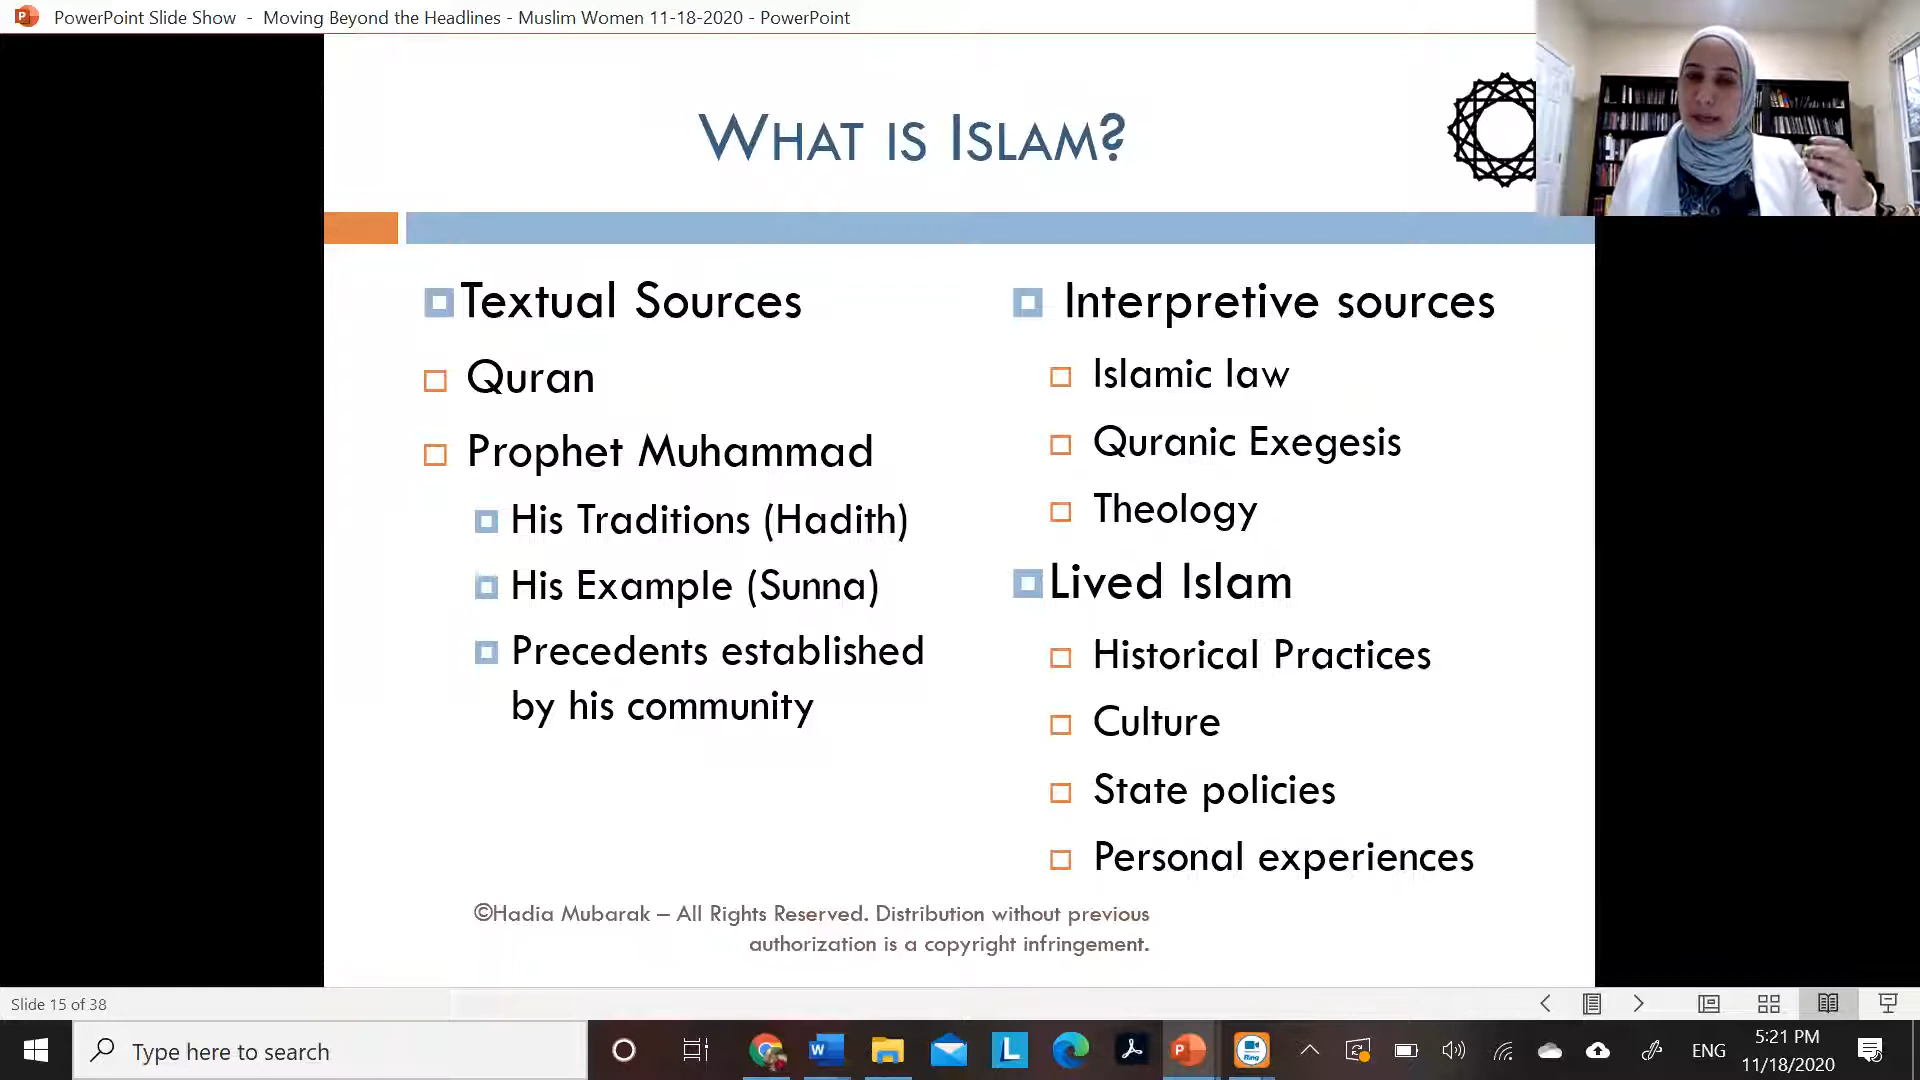 PowerPoint Slide Show - Moving Beyond the Headlines - Muslim Women 11-18-2020 - PowerPoint
What is Islam?
Textual Sources
Quran
Prophet Muhammad
His Traditions (Hadith)
His Example (Sunna)
Precedents established
by his community
Interpretive sources
Islamic law
Quranic Exegesis
Theology
Lived Islam
Historical Practices
Culture
State policies
Personal experiences
©Hadia Mubarak – All Rights Reserved. Distribution without previous
authorization is a copyright infringement.
Slide 15 of 38
Type here to search
W
L
P
Ring
ENG
5:21 PM
11/18/2020